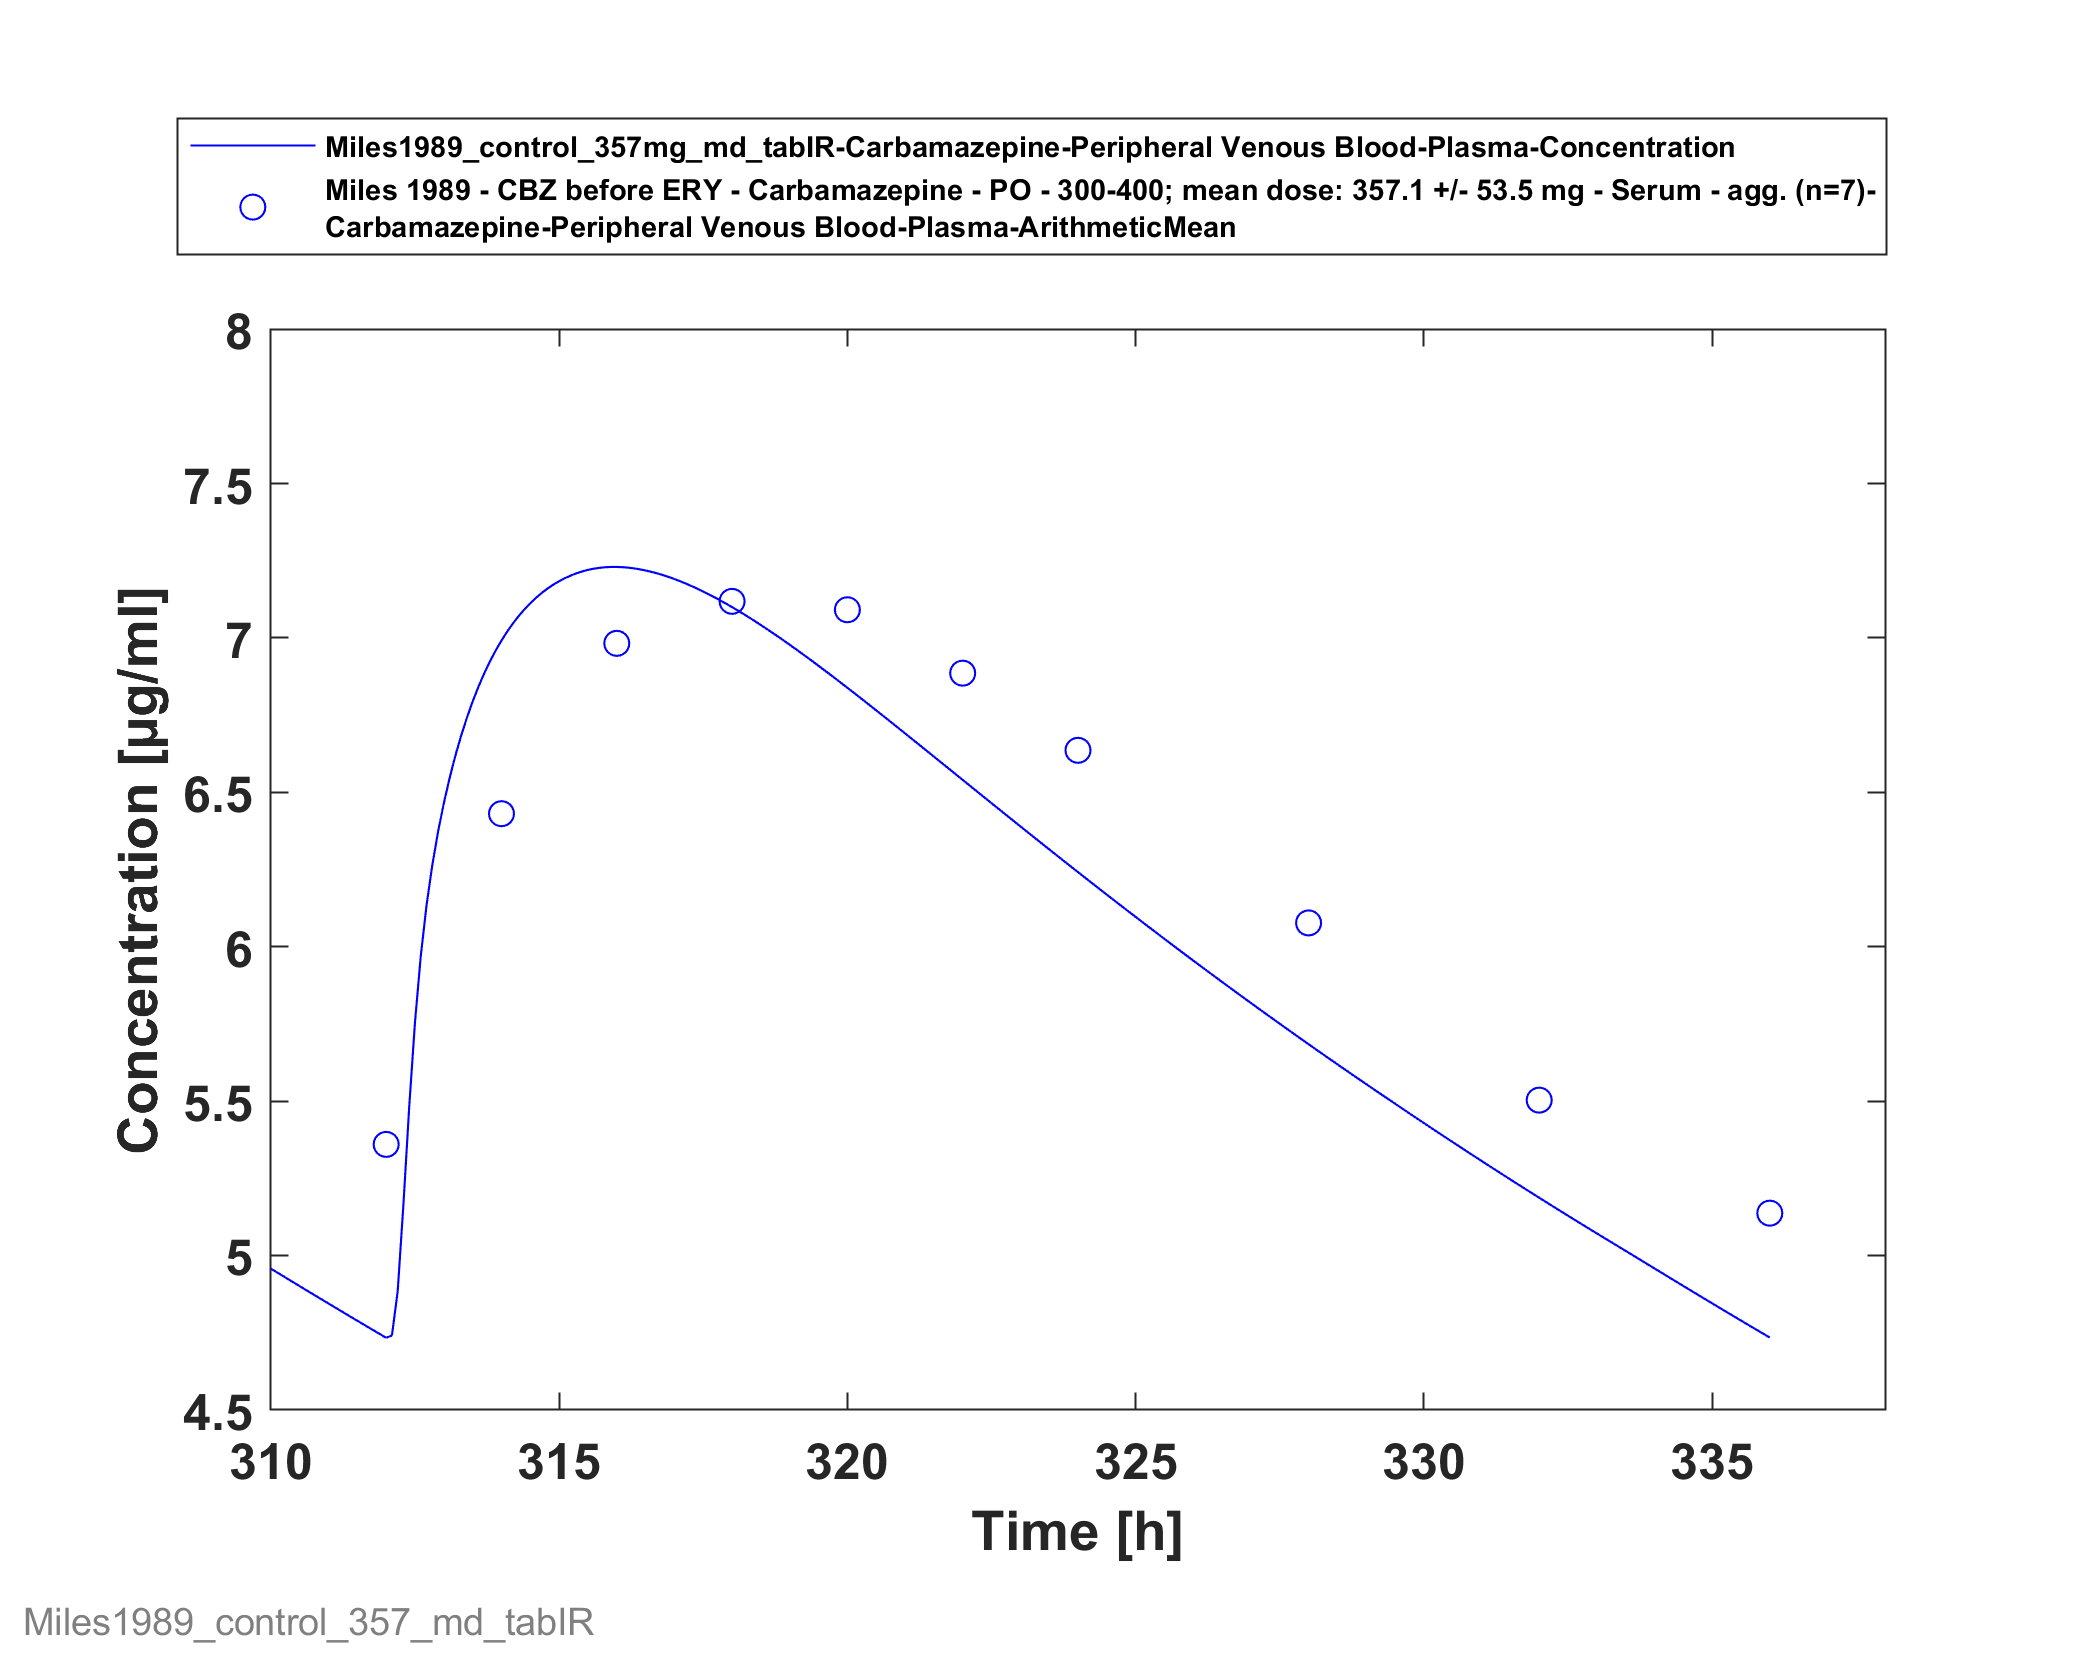 Miles1989_control_357mg_md_tabIR-Carbamazepine-Peripheral Venous Blood-Plasma-Concentration
Miles 1989 - CBZ before ERY - Carbamazepine - PO - 300-400; mean dose: 357.1 +/- 53.5 mg - Serum - agg. (n=7)-
Carbamazepine-Peripheral Venous Blood-Plasma-ArithmeticMean
8
7.5
7
6.5
6
5.5
5
4.5
Concentration [µg/ml]
310 315 320 325 330 335
Time [h]
Miles1989_control_357_md_tabIR